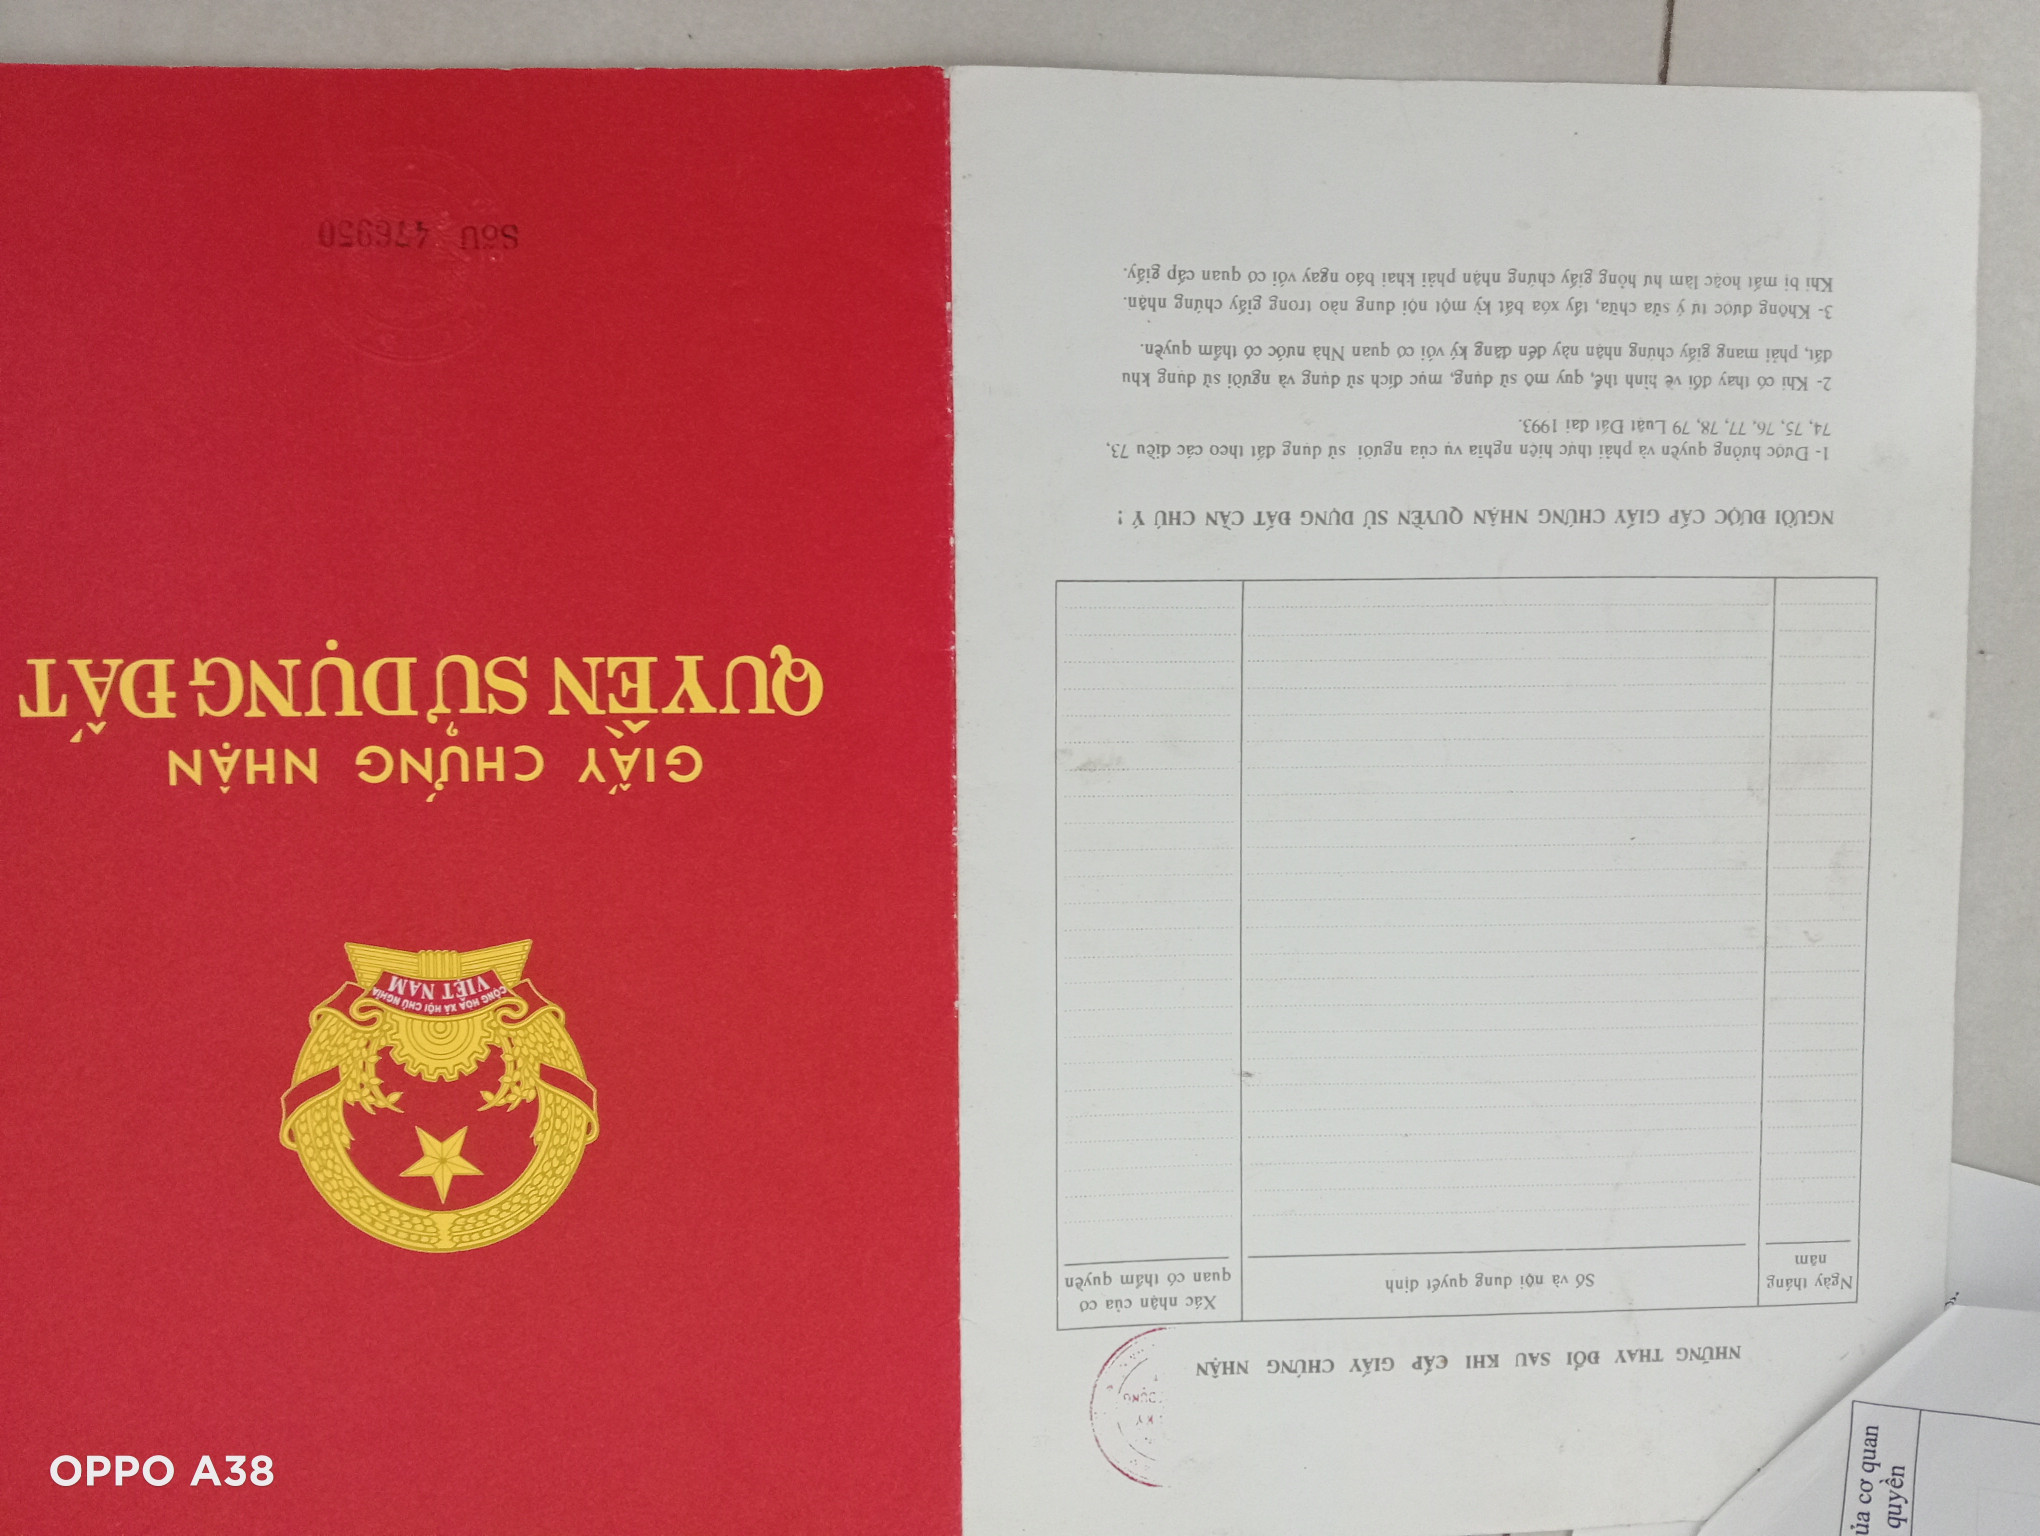 CỘNG HÒA XÃ HỘI CHỦ NGHĨA
VIỆT NAM
GIẤY CHỨNG NHẬN
QUYỀN SỬ DỤNG ĐẤT
SốU 476950
NHỮNG THAY ĐỔI SAU KHI CẤP GIẤY CHỨNG NHẬN
Ngày tháng
năm
Số và nội dung quyết định
Xác nhận của cơ
quan có thẩm quyền
NGƯỜI ĐƯỢC CẤP GIẤY CHỨNG NHẬN QUYỀN SỬ DỤNG ĐẤT CẦN CHÚ Ý !
1- Được hưởng quyền và phải thực hiện nghĩa vụ của người sử dụng đất theo các điều 73,
74, 75, 76, 77, 78, 79 Luật Đất đai 1993.
2- Khi có thay đổi về hình thể, quy mô sử dụng, mục đích sử dụng và người sử dụng khu
đất, phải mang giấy chứng nhận này đến đăng ký với cơ quan Nhà nước có thẩm quyền.
3- Không được tự ý sửa chữa, tẩy xóa bất kỳ một nội dung nào trong giấy chứng nhận.
Khi bị mất hoặc làm hư hỏng giấy chứng nhận phải khai báo ngay với cơ quan cấp giấy.
ủa cơ quan
quyền
OPPO A38